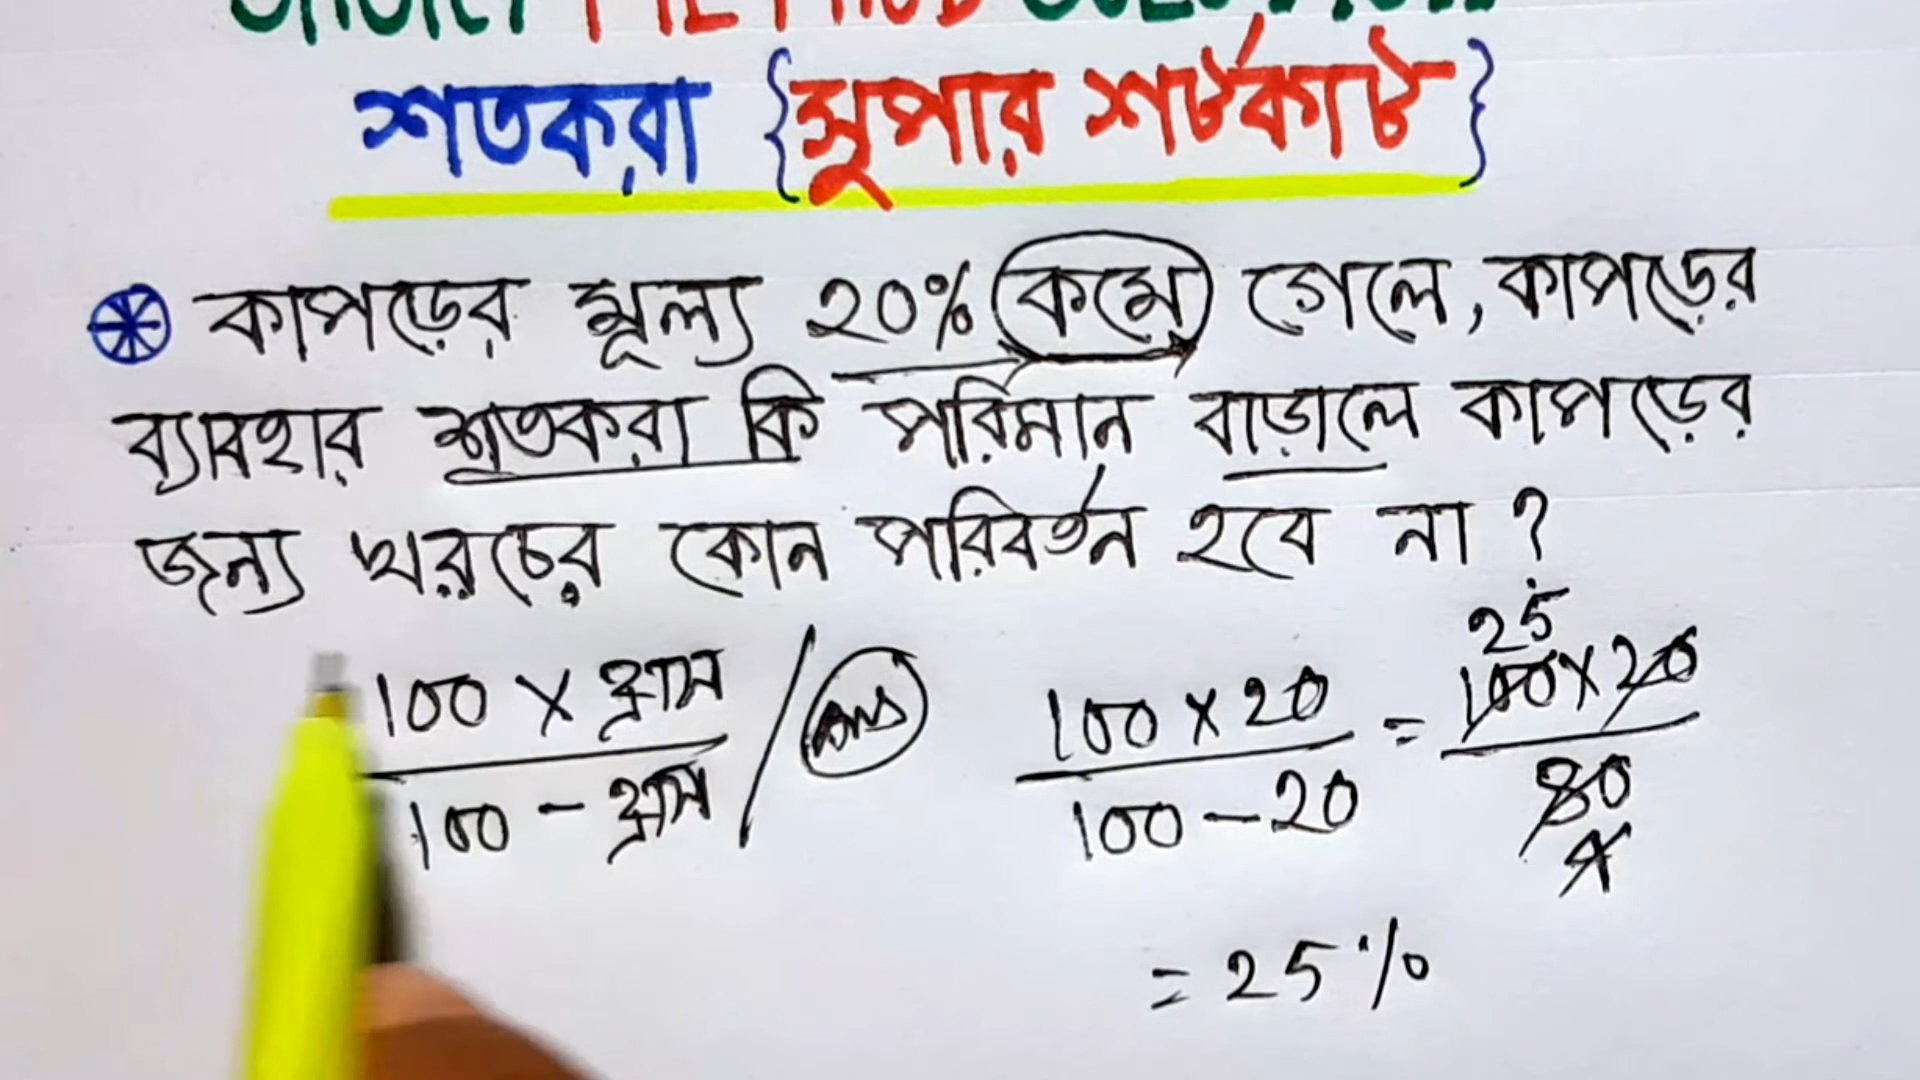 শতকরা {সুপার শর্টকাট}
কাপড়ের মূল্য 20% কমে গেলে, কাপড়ের
ব্যাবহার শতকরা কি পরিমান বাড়ালে কাপড়ের
জন্য খরচের কোন পরিবর্তন হবে না ?
100 × হ্রাস / 100 - হ্রাস Ans
100 × 20 / 100 - 20 = 100 × 20 / 80
25
4
= 25%